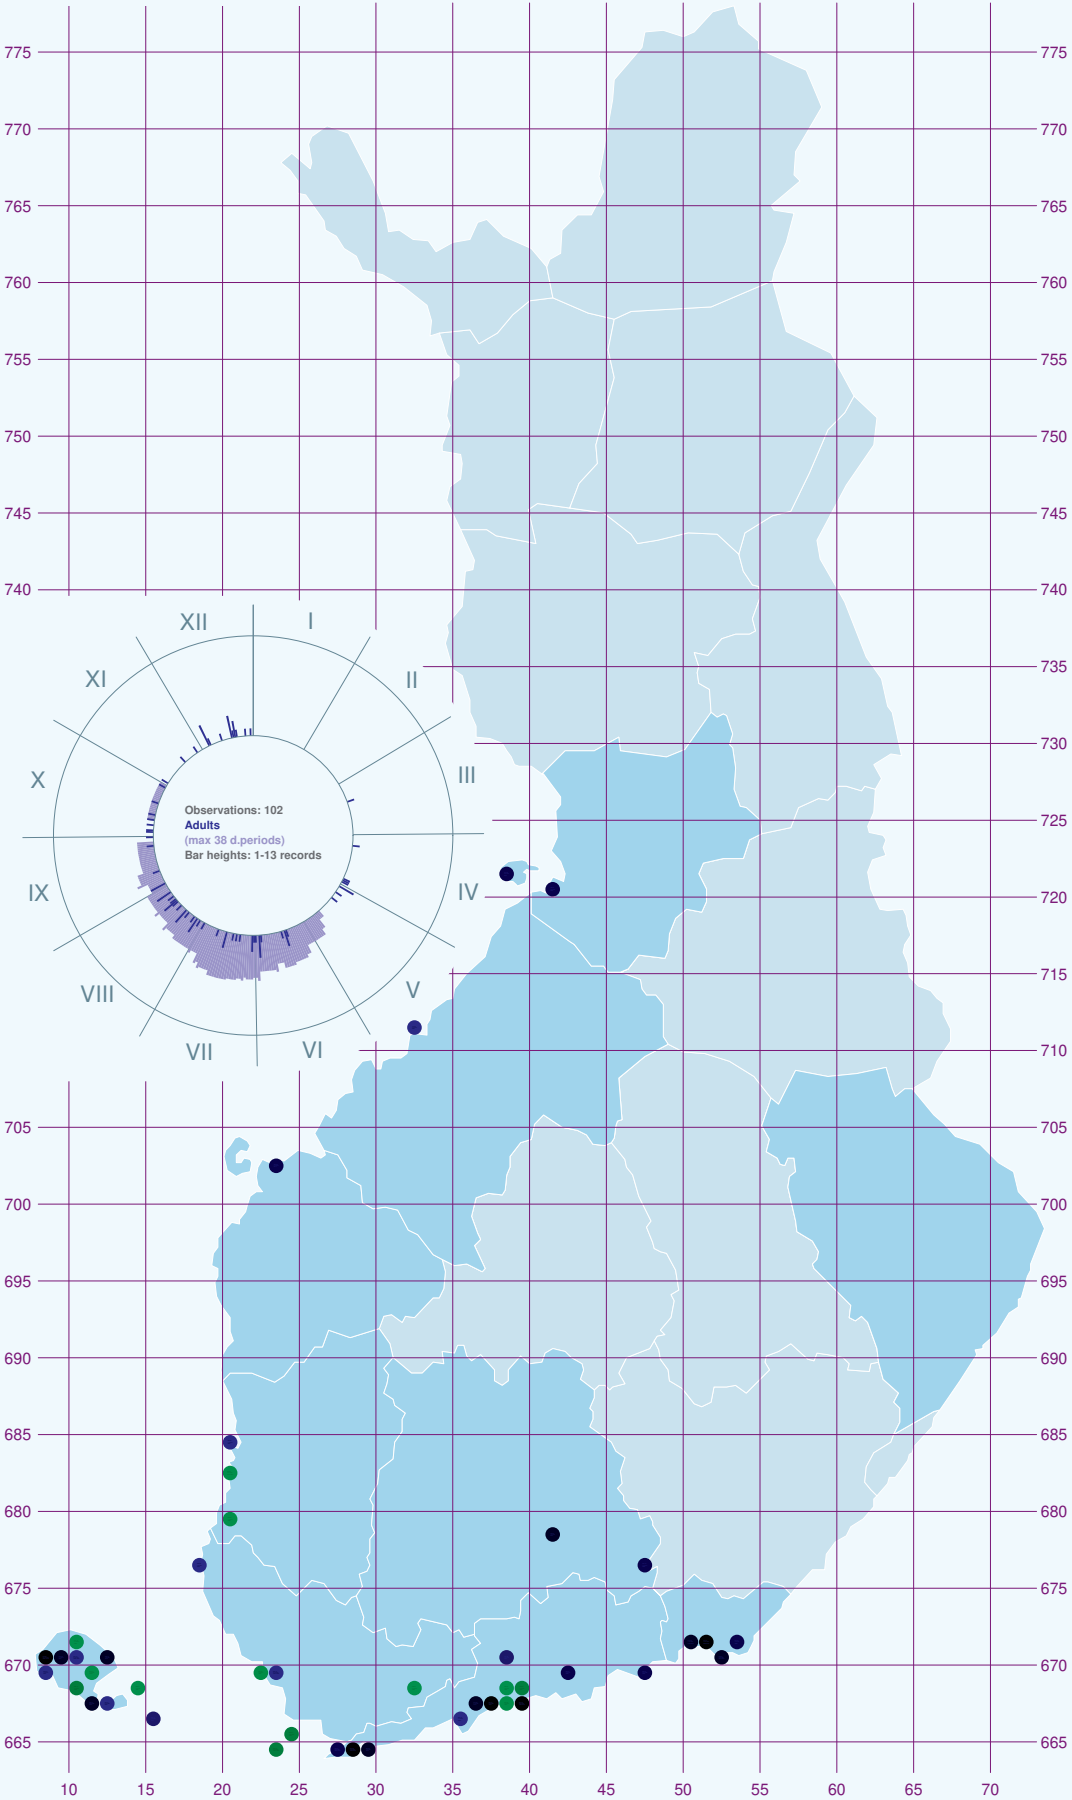 775 775
770 770
765 765
760 760
755 755
750 750
745 745
740 740
XII I
XI II
735 735
730 730
X III
725 725
Observations: 102
Adults
(max 38 d.periods)
Bar heights: 1-13 records
IX IV
720 720
715 715
VIII V
VII VI
710 710
705 705
700 700
695 695
690 690
685 685
680 680
675 675
670 670
665 665
10 15 20 25 30 35 40 45 50 55 60 65 70